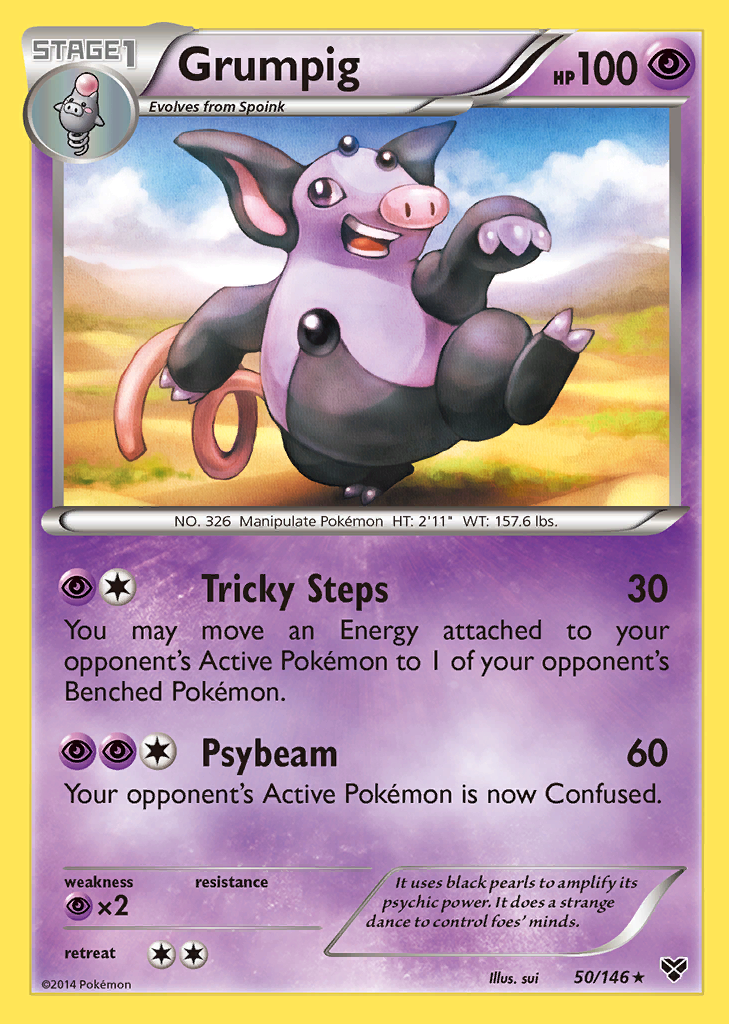 STAGE1
Grumpig
HP100
Evolves from Spoink
NO. 326 Manipulate Pokémon HT: 2'11" WT: 157.6 lbs.
Tricky Steps 30
You may move an Energy attached to your
opponent's Active Pokémon to 1 of your opponent's
Benched Pokémon.
Psybeam 60
Your opponent's Active Pokémon is now Confused.
weakness resistance
×2
It uses black pearls to amplify its
psychic power. It does a strange
dance to control foes' minds.
retreat
©2014 Pokémon
Illus. sui 50/146★